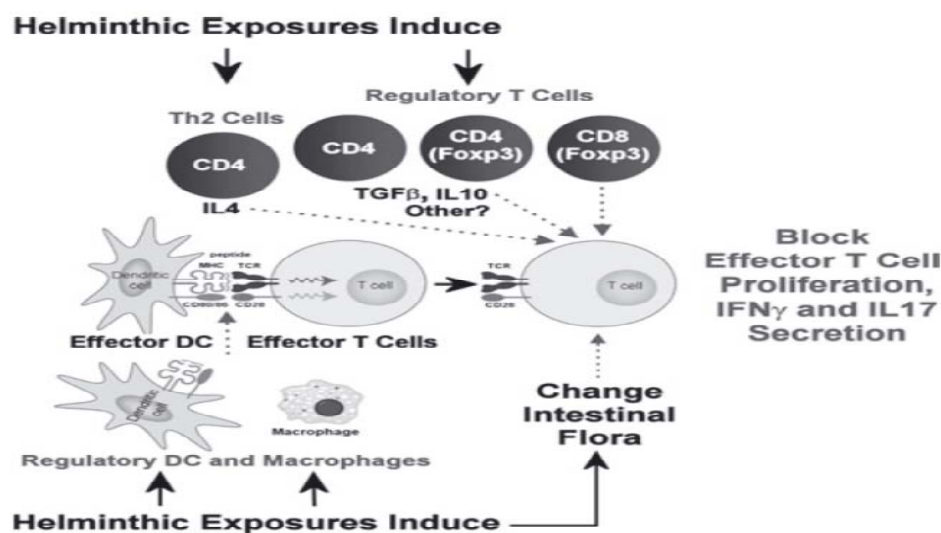 Helminthic Exposures Induce
Regulatory T Cells
Th2 Cells
CD4
CD4
CD4
(Foxp3)
CD8
(Foxp3)
IL4
TGFβ, IL10
Other?
peptide
MHC
TCR
Dendritic
cell
CD80/86
CD28
T cell
TCR
CD28
T cell
Block
Effector T Cell
Proliferation,
IFNγ and IL17
Secretion
Effector DC
Effector T Cells
Dendritic
cell
Macrophage
Change
Intestinal
Flora
Regulatory DC and Macrophages
Helminthic Exposures Induce